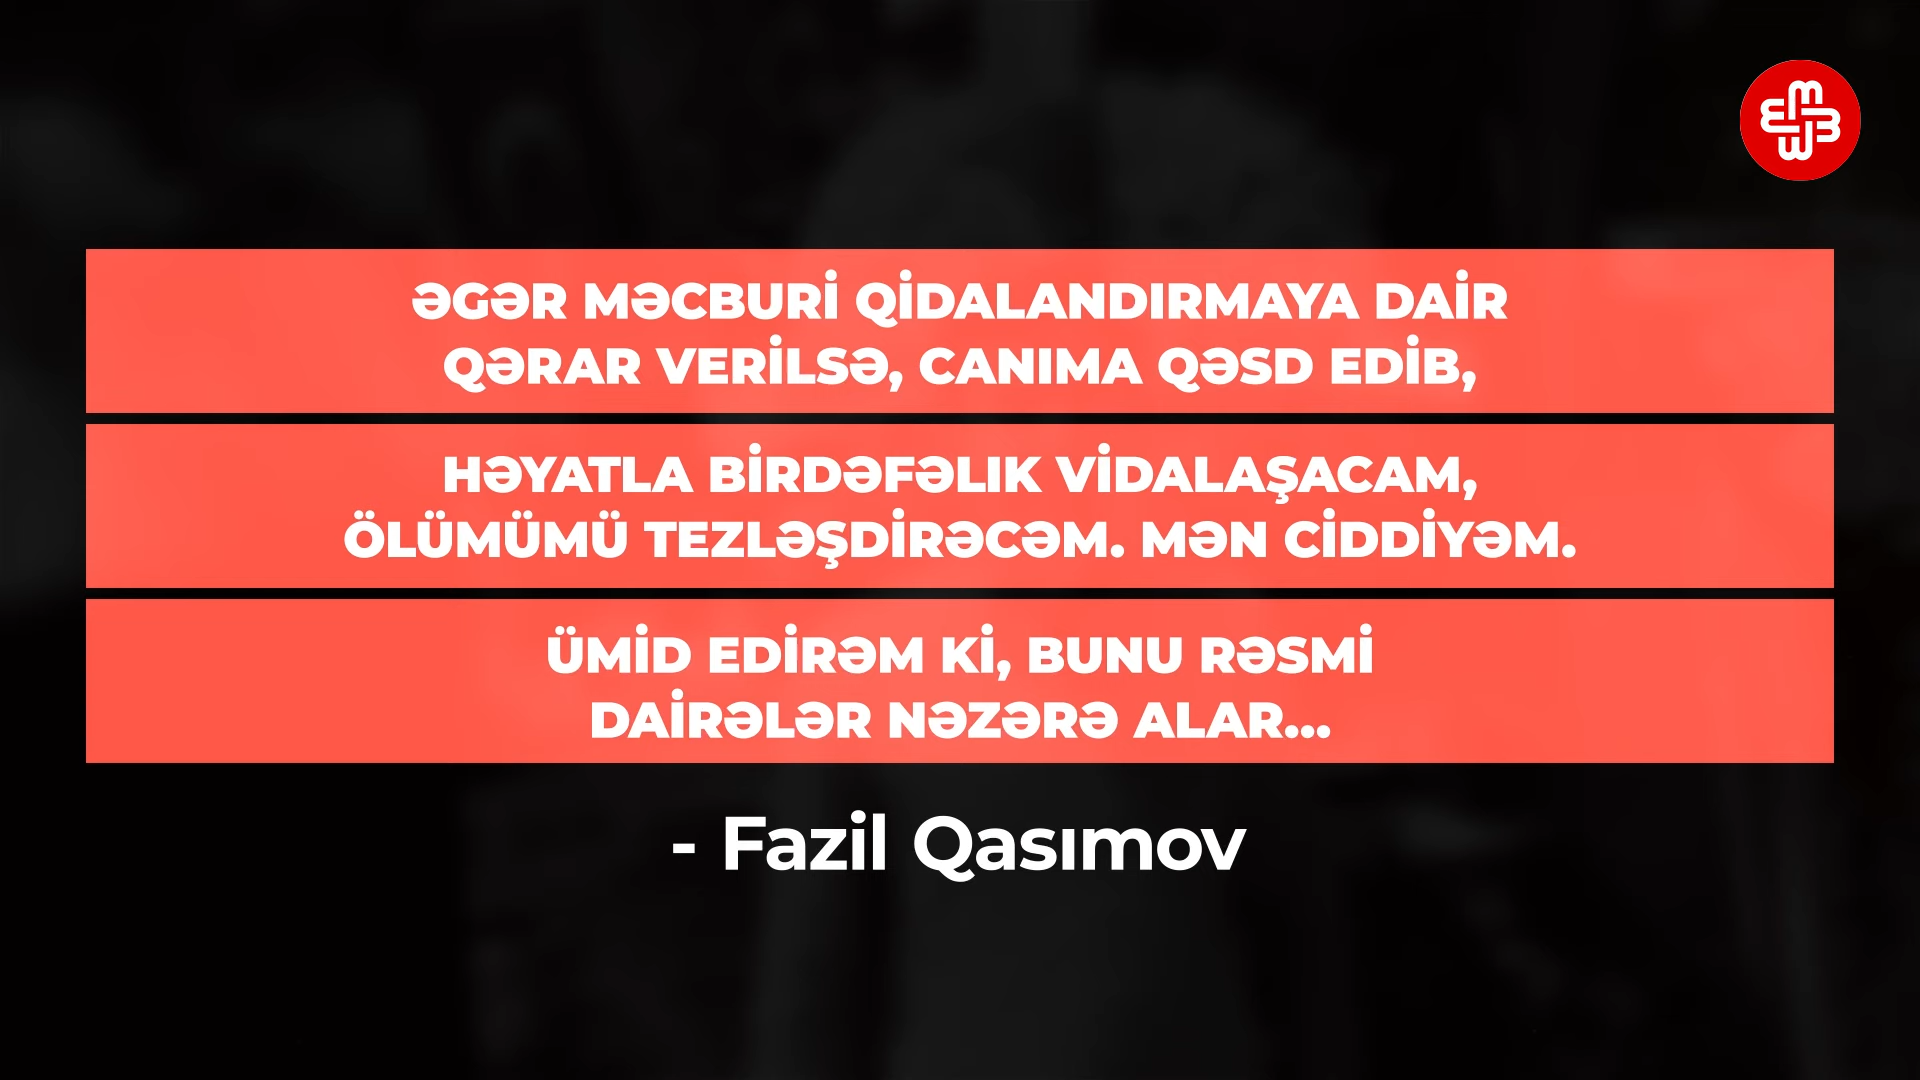 ƏGƏR MƏCBURİ QİDALANDIRMAYA DAİR
QƏRAR VERİLSƏ, CANIMA QƏSD EDİB,
HƏYATLA BİRDƏFƏLIK VİDALAŞACAM,
ÖLÜMÜMÜ TEZLƏŞDİRƏCƏM. MƏN CİDDİYƏM.
ÜMİD EDİRƏM Kİ, BUNU RƏSMİ
DAİRƏLƏR NƏZƏRƏ ALAR...
- Fazil Qasımov